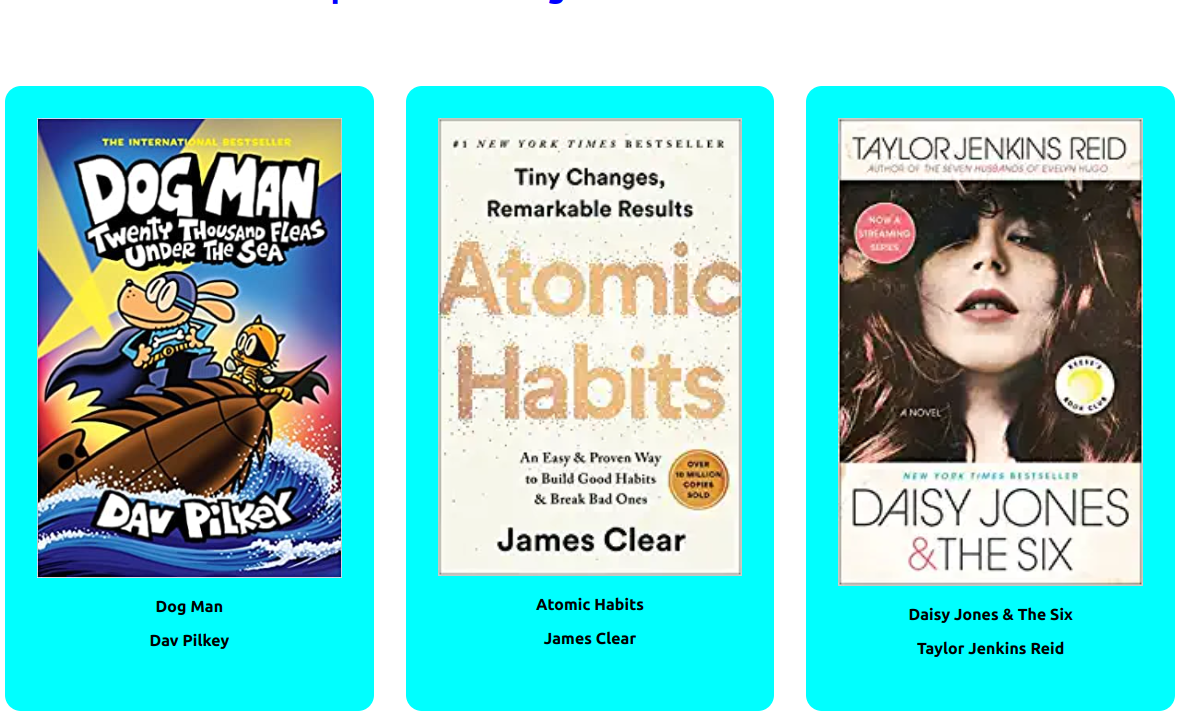 THE INTERNATIONAL BESTSELLER
DOG MAN
TWENTY THOUSAND FLEAS
UNDER THE SEA
DAV PILKEY
Dog Man
Dav Pilkey
#1 NEW YORK TIMES BESTSELLER
Tiny Changes,
Remarkable Results
Atomic
Habits
An Easy & Proven Way
to Build Good Habits
& Break Bad Ones
OVER
10 MILLION
COPIES
SOLD
James Clear
Atomic Habits
James Clear
TAYLOR JENKINS REID
AUTHOR OF THE SEVEN HUSBANDS OF EVELYN HUGO
NOW A
STREAMING
SERIES
REESE'S
BOOK CLUB
A NOVEL
NEW YORK TIMES BESTSELLER
DAISY JONES
& THE SIX
Daisy Jones & The Six
Taylor Jenkins Reid